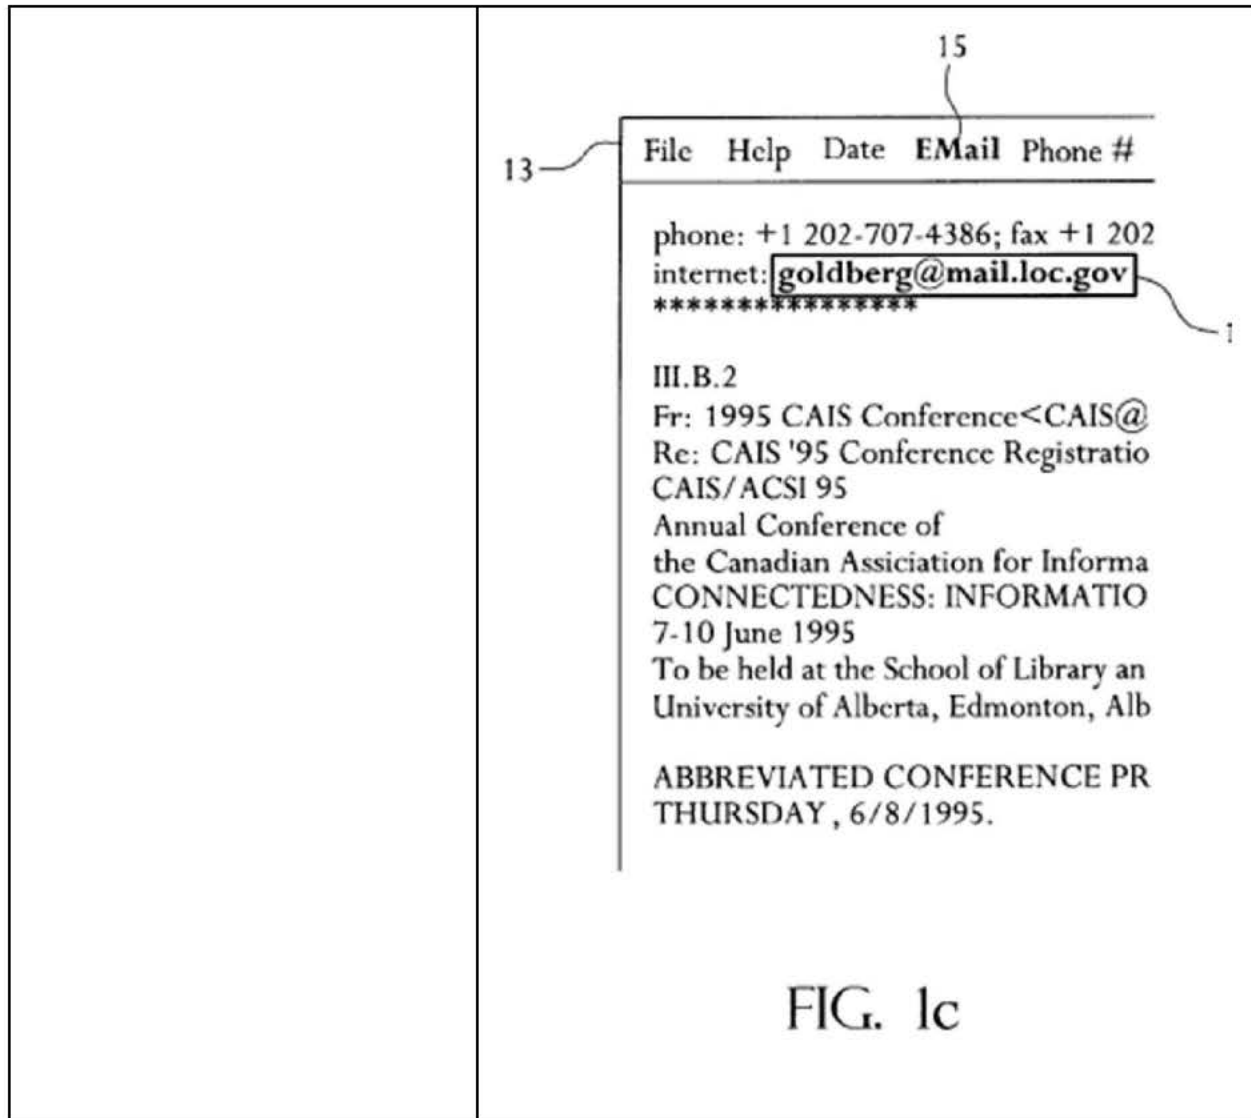 15
13
File Help Date EMail Phone #
phone: +1 202-707-4386; fax +1 202
internet: goldberg@mail.loc.gov
****************
1
III.B.2
Fr: 1995 CAIS Conference<CAIS@
Re: CAIS '95 Conference Registratio
CAIS/ACSI 95
Annual Conference of
the Canadian Assiciation for Informa
CONNECTEDNESS: INFORMATIO
7-10 June 1995
To be held at the School of Library an
University of Alberta, Edmonton, Alb
ABBREVIATED CONFERENCE PR
THURSDAY , 6/8/1995.
FIG. 1c